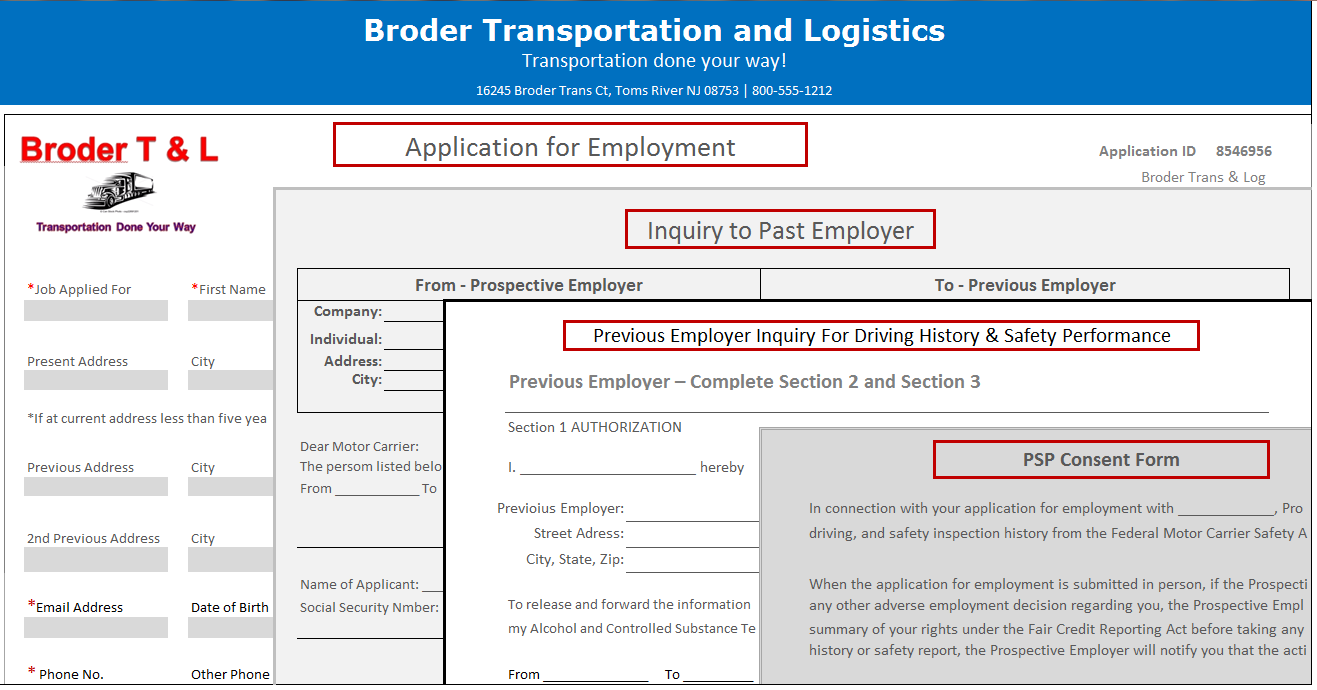 Broder Transportation and Logistics
Transportation done your way!
16245 Broder Trans Ct, Toms River NJ 08753 | 800-555-1212
Broder T & L
Transportation Done Your Way
Application for Employment
Application ID 8546956
Broder Trans & Log
*Job Applied For *First Name
Present Address City
*If at current address less than five yea
Previous Address City
2nd Previous Address City
*Email Address Date of Birth
* Phone No. Other Phone
Inquiry to Past Employer
From - Prospective Employer To - Previous Employer
Company:
Individual:
Address:
City:
Dear Motor Carrier:
The persom listed belo
From ____________ To
Name of Applicant: ___
Social Security Nmber:
Previous Employer Inquiry For Driving History & Safety Performance
Previous Employer – Complete Section 2 and Section 3
Section 1 AUTHORIZATION
I. _________________________ hereby
Previoius Employer:
Street Adress:
City, State, Zip:
To release and forward the information
my Alcohol and Controlled Substance Te
From _______________ To __________
PSP Consent Form
In connection with your application for employment with _____________, Pro
driving, and safety inspection history from the Federal Motor Carrier Safety A
When the application for employment is submitted in person, if the Prospecti
any other adverse employment decision regarding you, the Prospective Empl
summary of your rights under the Fair Credit Reporting Act before taking any
history or safety report, the Prospective Employer will notify you that the acti